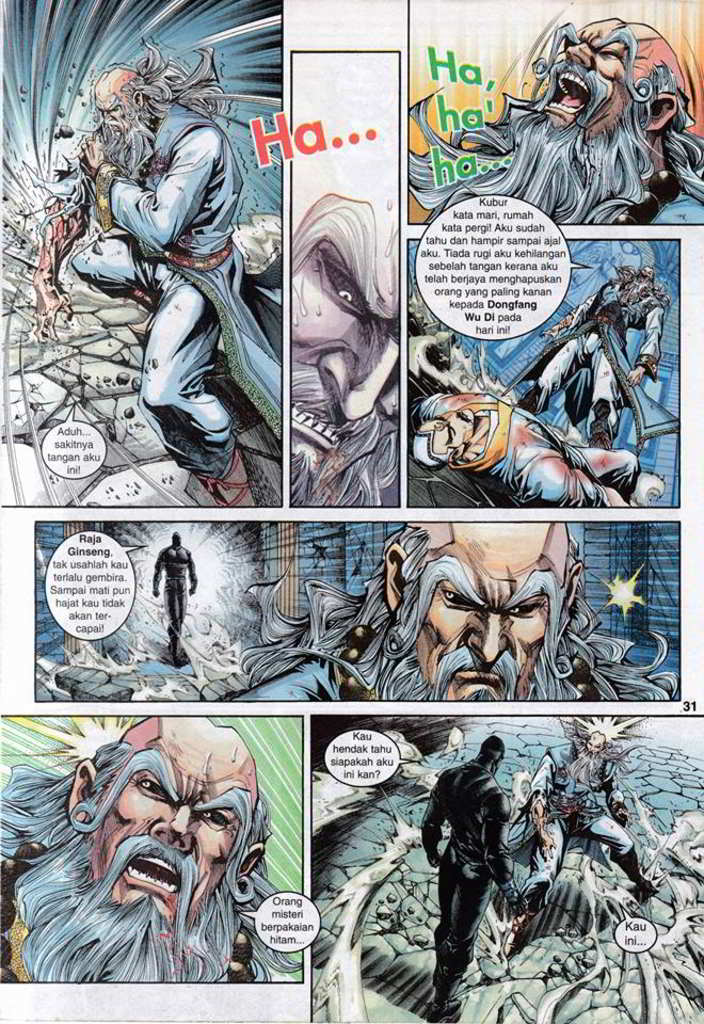 Aduh...
sakitnya
tangan aku
ini!
Ha...
Ha,
ha'
ha...
Kubur
kata mari, rumah
kata pergi! Aku sudah
tahu dan hampir sampai ajal
aku. Tiada rugi aku kehilangan
sebelah tangan kerana aku
telah berjaya menghapuskan
orang yang paling kanan
kepada Dongfang
Wu Di pada
hari ini!
Raja
Ginseng,
tak usahlah kau
terlalu gembira.
Sampai mati pun
hajat kau tidak
akan ter-
capai!
31
Orang
misteri
berpakaian
hitam...
Kau
hendak tahu
siapakah aku
ini kan?
Kau
ini...